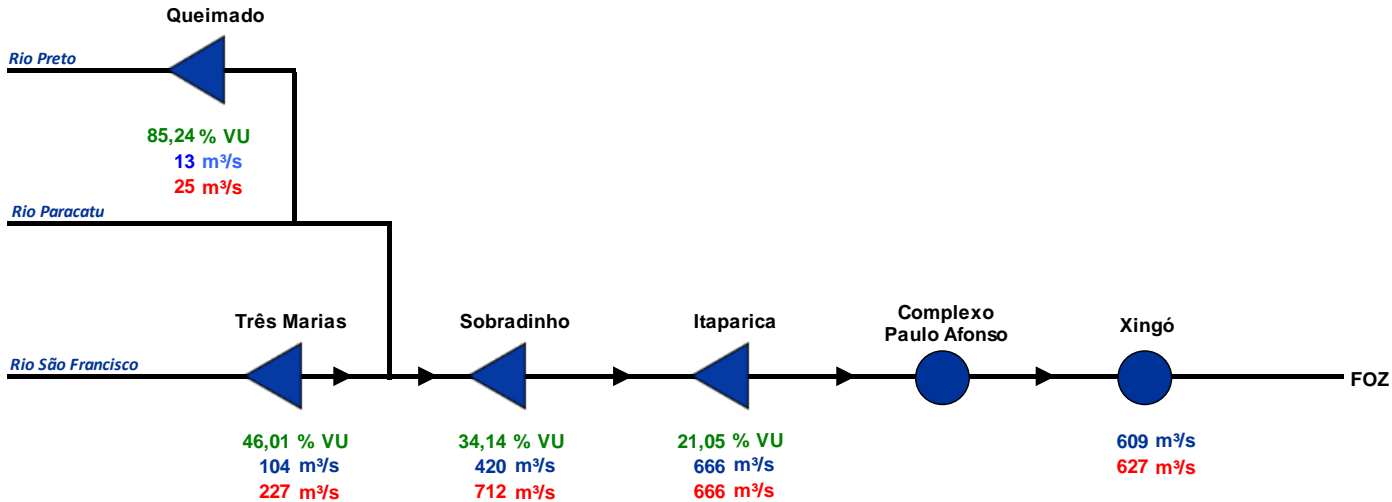 Queimado
Rio Preto
85,24 % VU
13 m³/s
25 m³/s
Rio Paracatu
Três Marias
Sobradinho
Itaparica
Complexo
Paulo Afonso
Xingó
Rio São Francisco
FOZ
46,01 % VU
104 m³/s
227 m³/s
34,14 % VU
420 m³/s
712 m³/s
21,05 % VU
666 m³/s
666 m³/s
609 m³/s
627 m³/s